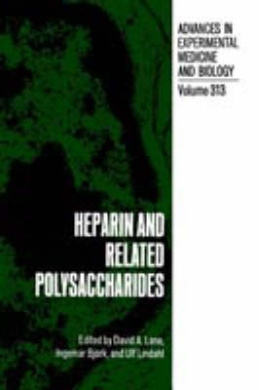 ADVANCES IN
EXPERIMENTAL
MEDICINE
AND BIOLOGY
Volume 313
HEPARIN AND
RELATED
POLYSACCHARIDES
Edited by David A. Lane,
Ingemar Björk, and Ulf Lindahl